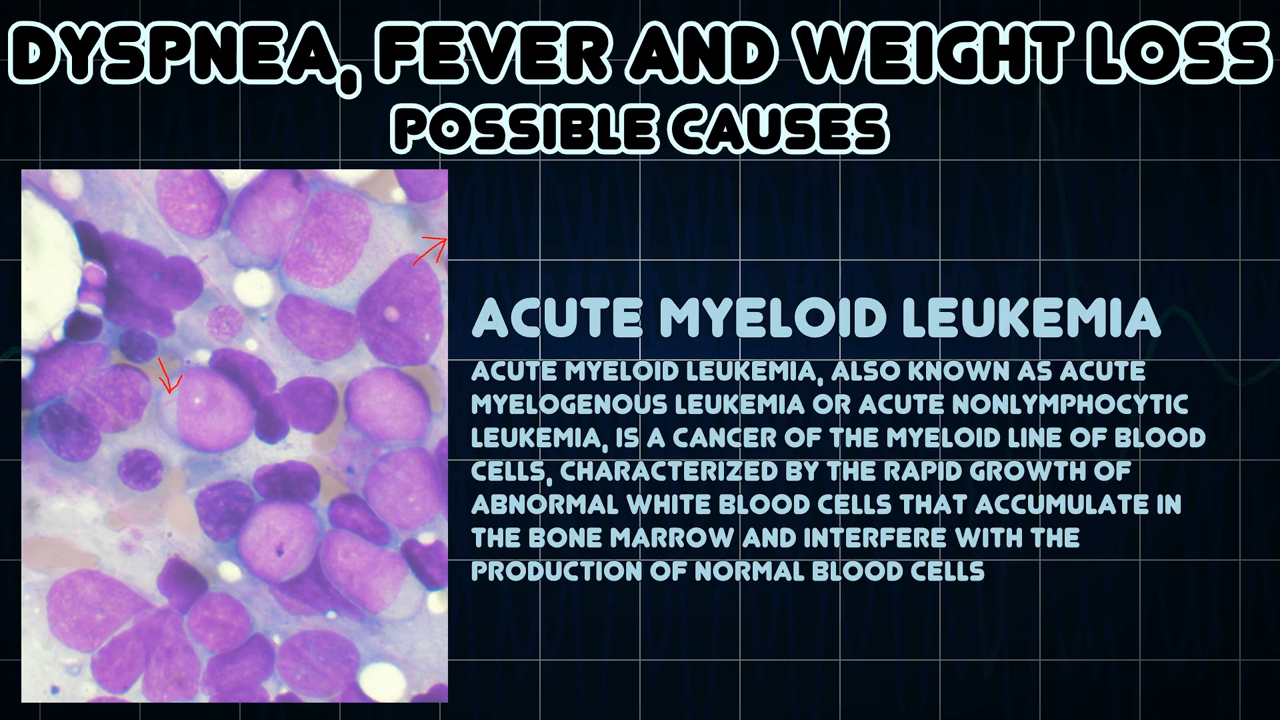 DYSPNEA, FEVER AND WEIGHT LOSS
POSSIBLE CAUSES
ACUTE MYELOID LEUKEMIA
ACUTE MYELOID LEUKEMIA, ALSO KNOWN AS ACUTE
MYELOGENOUS LEUKEMIA OR ACUTE NONLYMPHOCYTIC
LEUKEMIA, IS A CANCER OF THE MYELOID LINE OF BLOOD
CELLS, CHARACTERIZED BY THE RAPID GROWTH OF
ABNORMAL WHITE BLOOD CELLS THAT ACCUMULATE IN
THE BONE MARROW AND INTERFERE WITH THE
PRODUCTION OF NORMAL BLOOD CELLS